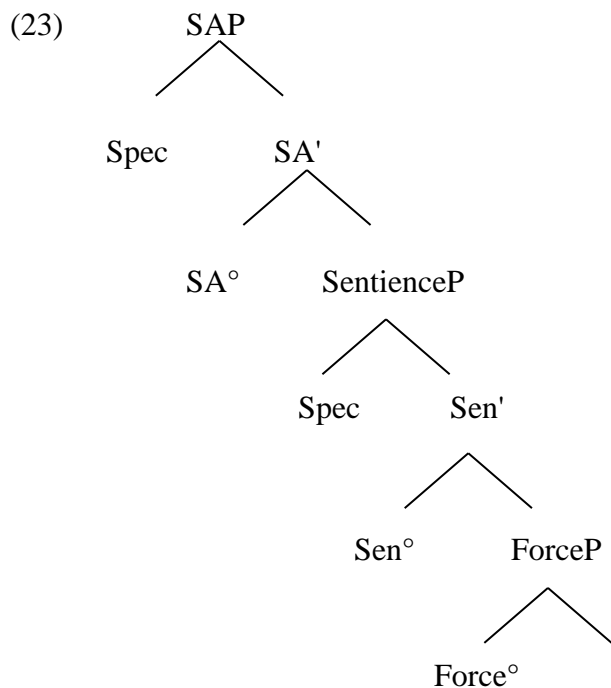 (23) SAP
Spec SA'
SA° SentienceP
Spec Sen'
Sen° ForceP
Force°